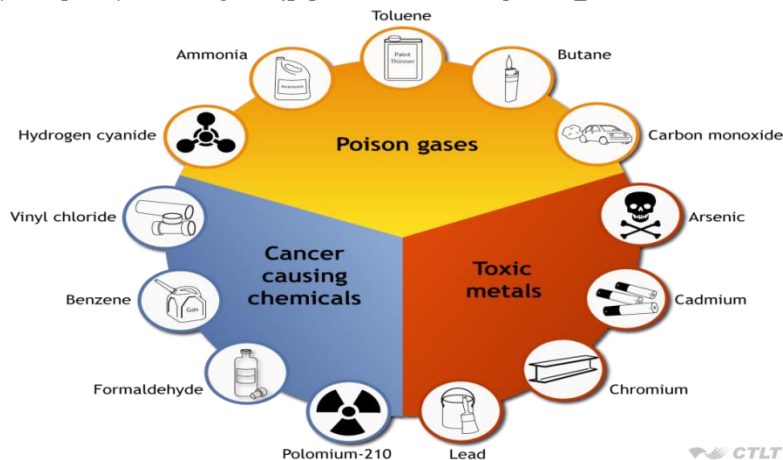 Toluene
Ammonia
Butane
Paint
Thinner
Hydrogen cyanide
Carbon monoxide
Poison gases
Vinyl chloride
Arsenic
Cancer
causing
chemicals
Toxic
metals
Benzene
Gas
Cadmium
Formaldehyde
Chromium
Polomium-210
Lead
CTLT